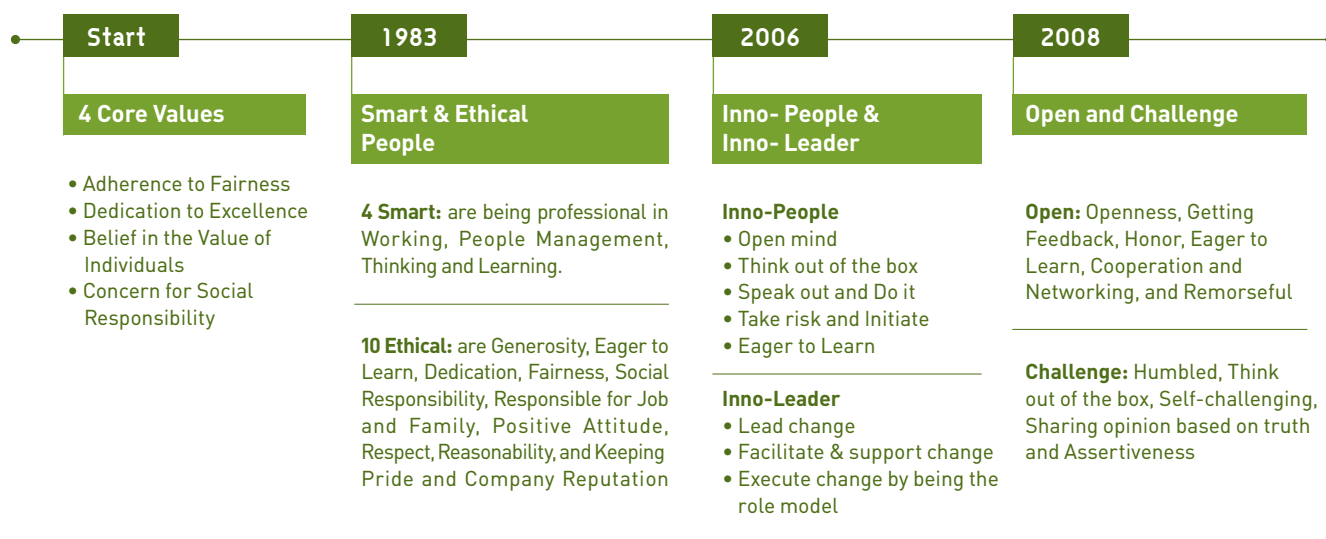 Start
4 Core Values
• Adherence to Fairness
• Dedication to Excellence
• Belief in the Value of
Individuals
• Concern for Social
Responsibility
1983
Smart & Ethical
People
4 Smart: are being professional in
Working, People Management,
Thinking and Learning.
10 Ethical: are Generosity, Eager to
Learn, Dedication, Fairness, Social
Responsibility, Responsible for Job
and Family, Positive Attitude,
Respect, Reasonability, and Keeping
Pride and Company Reputation
2006
Inno- People &
Inno- Leader
Inno-People
• Open mind
• Think out of the box
• Speak out and Do it
• Take risk and Initiate
• Eager to Learn
Inno-Leader
• Lead change
• Facilitate & support change
• Execute change by being the
role model
2008
Open and Challenge
Open: Openness, Getting
Feedback, Honor, Eager to
Learn, Cooperation and
Networking, and Remorseful
Challenge: Humbled, Think
out of the box, Self-challenging,
Sharing opinion based on truth
and Assertiveness